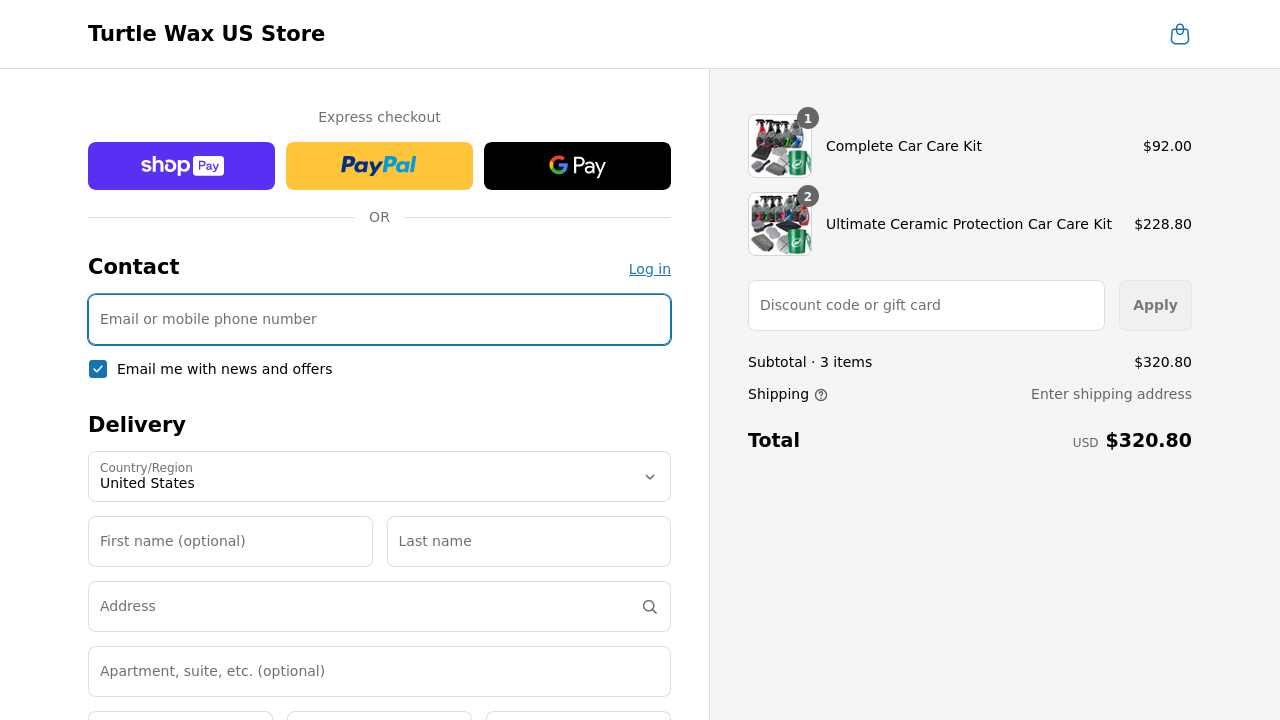 Turtle Wax US Store
Express checkout
shop Pay
PayPal
G Pay
OR
Contact
Log in
Email or mobile phone number
Email me with news and offers
Delivery
Country/Region
United States
First name (optional)
Last name
Address
Apartment, suite, etc. (optional)
1
Complete Car Care Kit
$92.00
2
Ultimate Ceramic Protection Car Care Kit
$228.80
Discount code or gift card
Apply
Subtotal · 3 items
$320.80
Shipping
Enter shipping address
Total
USD $320.80